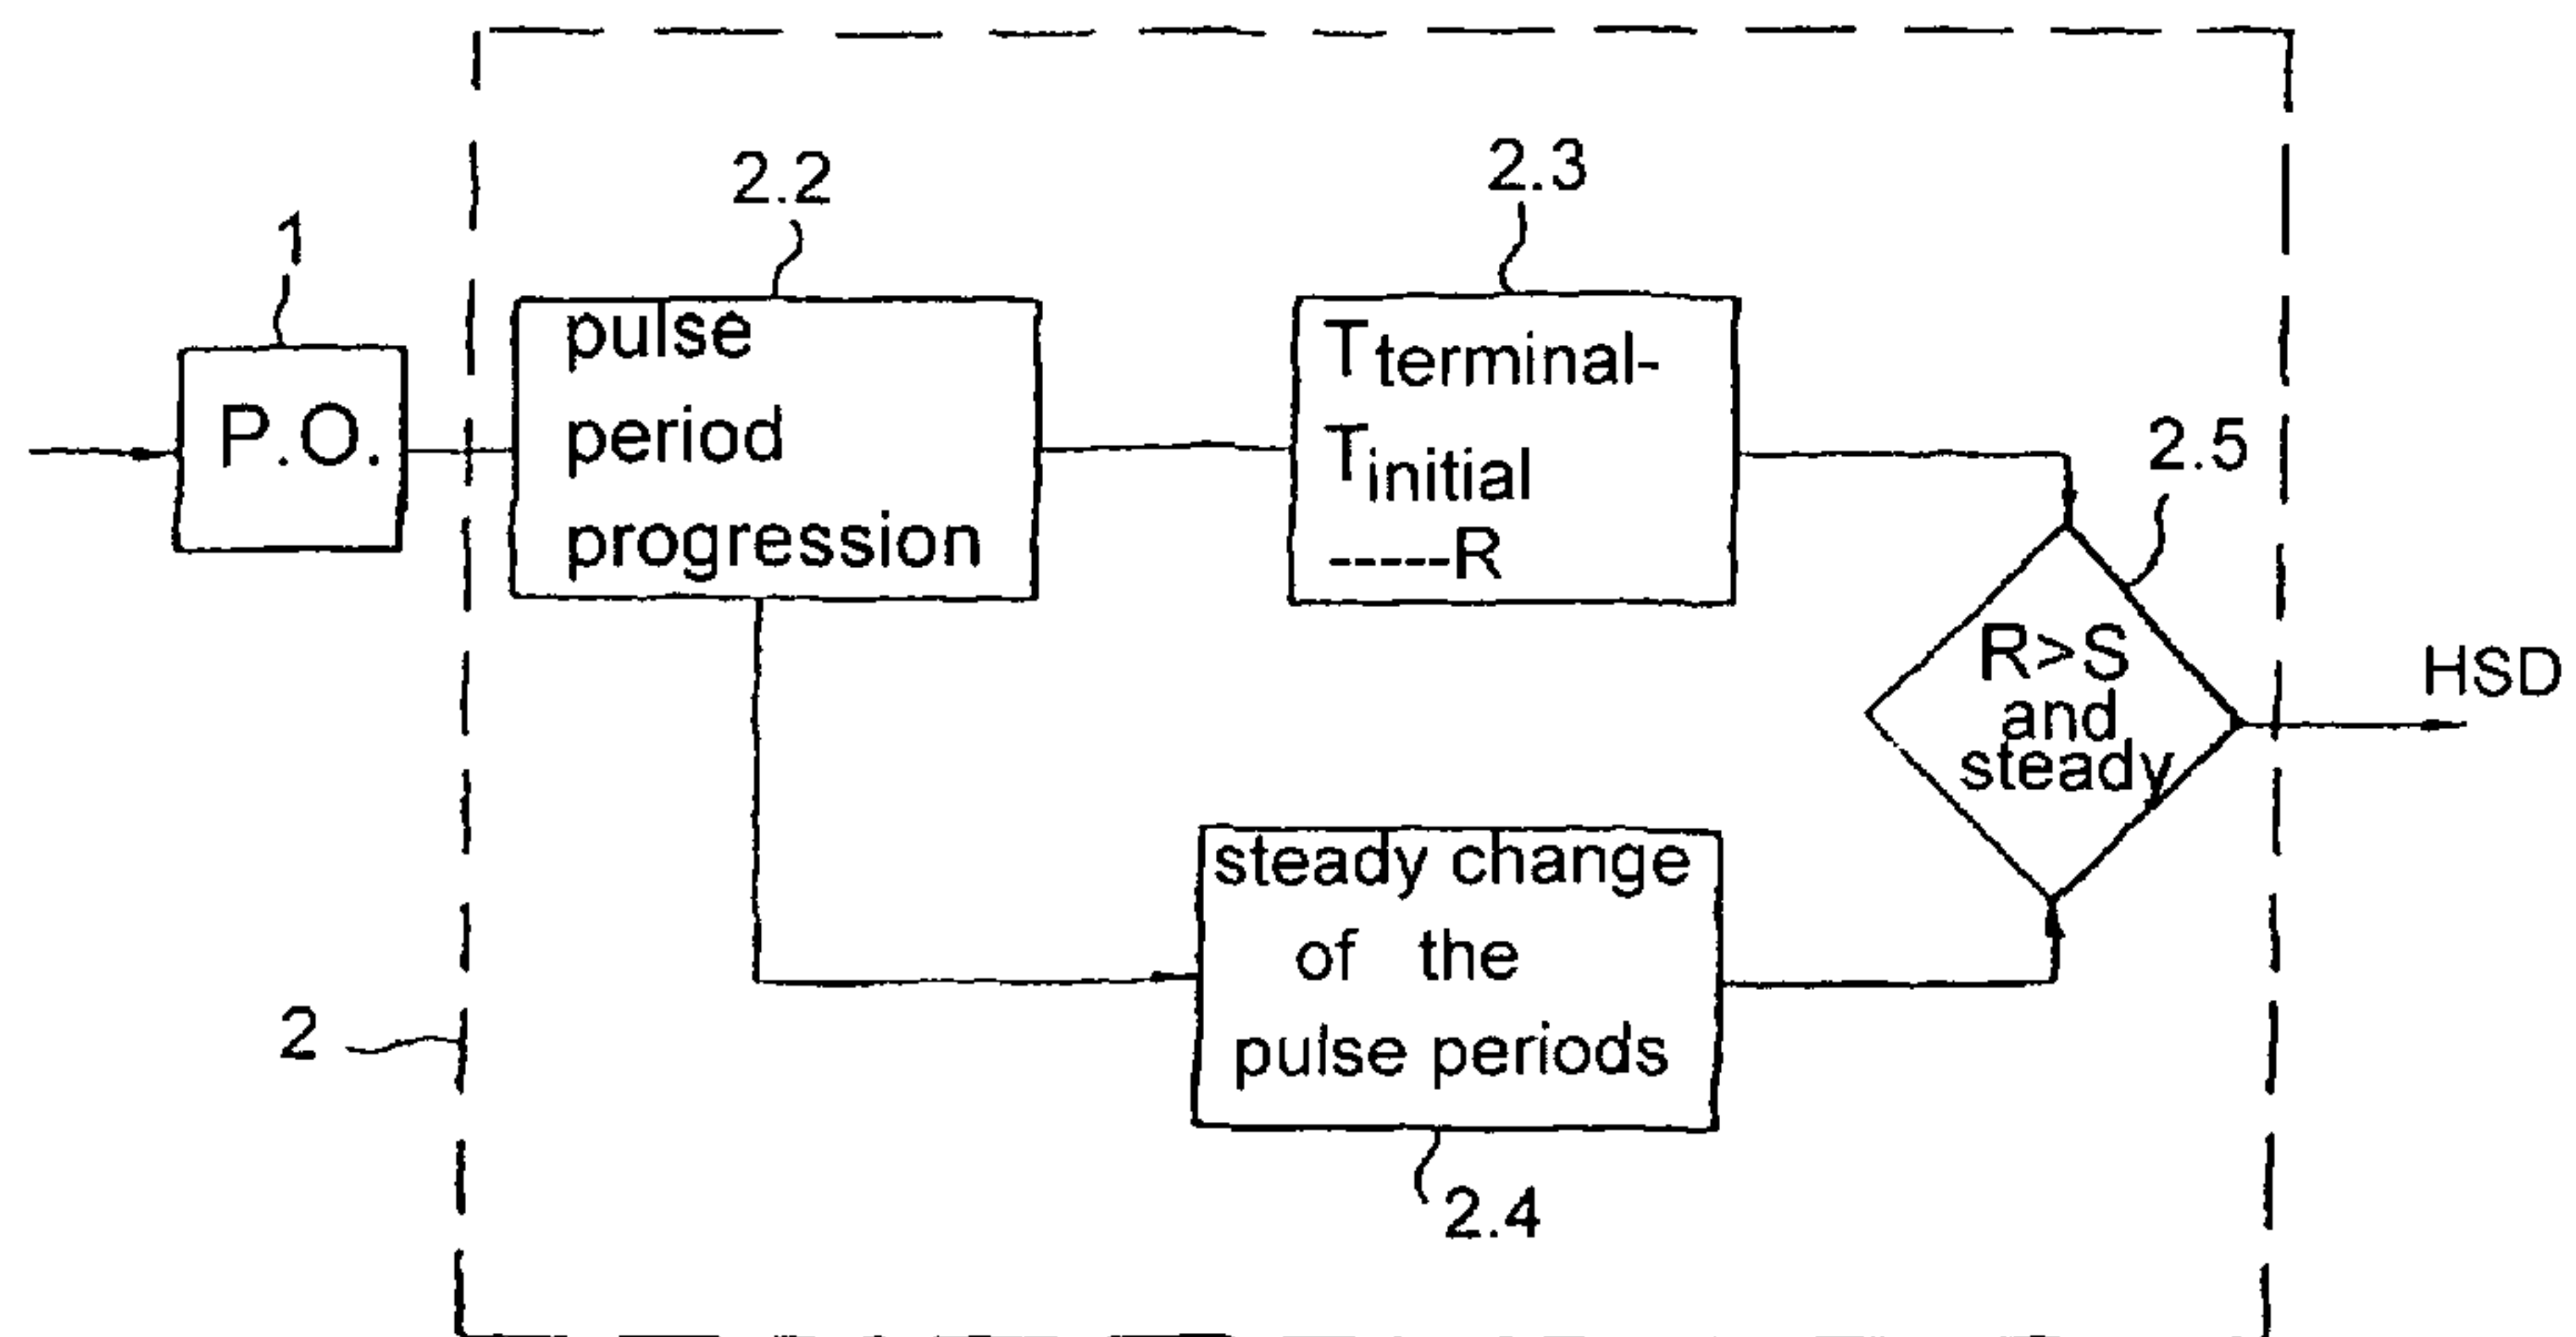 1
P.O.
2.2
pulse
period
progression
2.3
Tterminal-
Tinitial
-----R
2.5
R>S
and
steady
HSD
steady change
of the
pulse periods
2.4
2